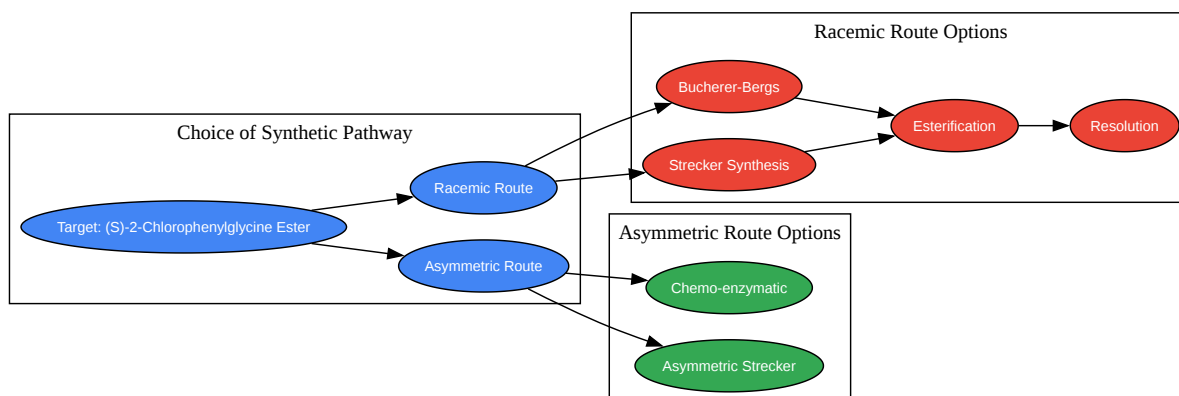 Choice of Synthetic Pathway
Target: (S)-2-Chlorophenylglycine Ester
Racemic Route
Asymmetric Route
Racemic Route Options
Bucherer-Bergs
Strecker Synthesis
Esterification
Resolution
Asymmetric Route Options
Chemo-enzymatic
Asymmetric Strecker